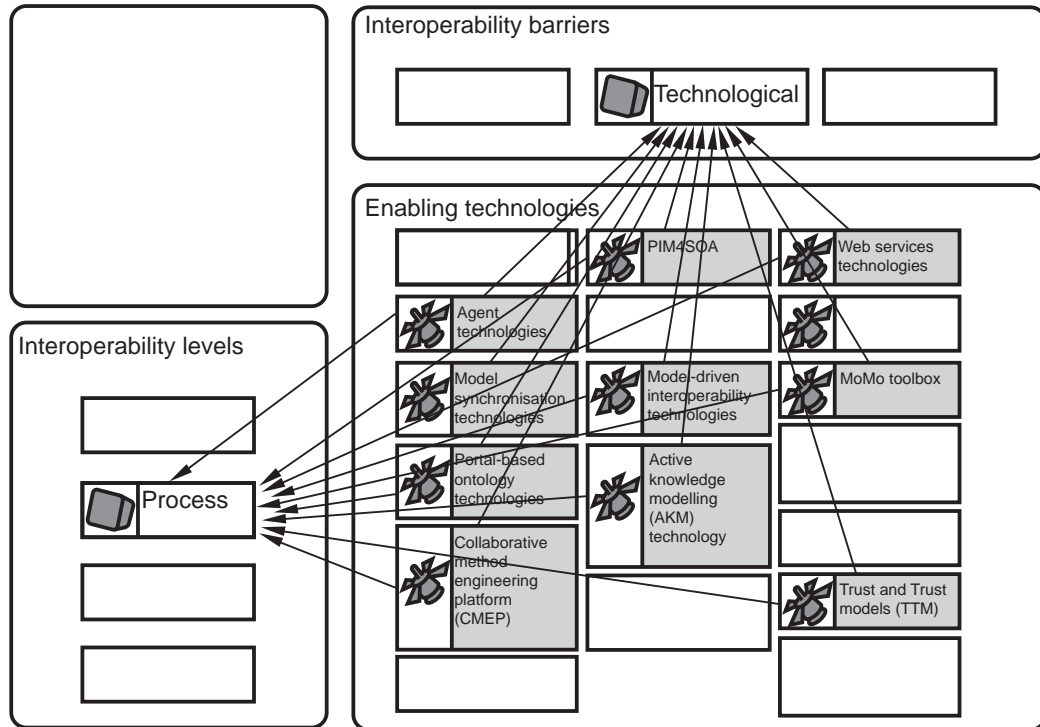 Interoperability barriers
Technological
Enabling technologies
PIM4SOA
Web services
technologies
Agent
technologies
Interoperability levels
Model
synchronisation
technologies
Model-driven
interoperability
technologies
MoMo toolbox
Process
Portal-based
ontology
technologies
Active
knowledge
modelling
(AKM)
technology
Collaborative
method
engineering
platform
(CMEP)
Trust and Trust
models (TTM)